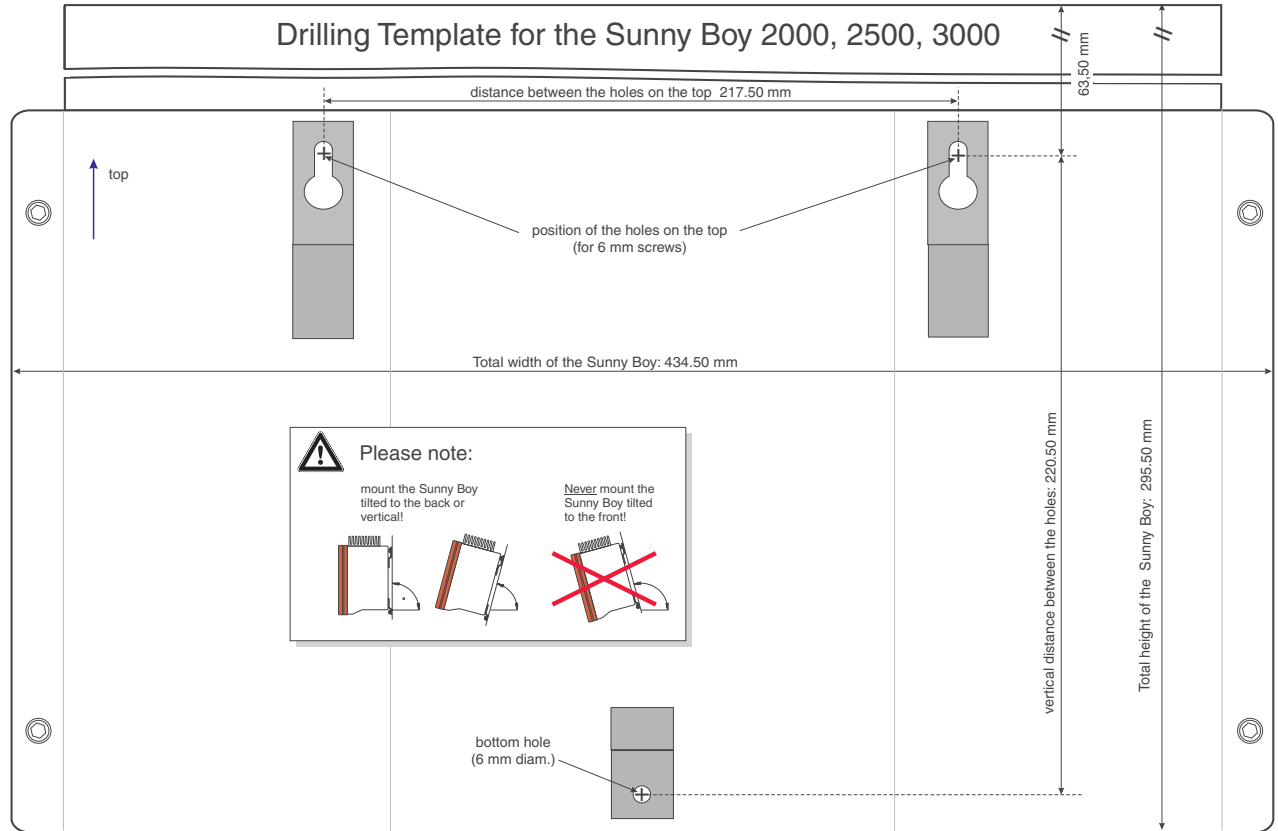 Drilling Template for the Sunny Boy 2000, 2500, 3000
63,50 mm
distance between the holes on the top 217.50 mm
top
position of the holes on the top
(for 6 mm screws)
Total width of the Sunny Boy: 434.50 mm
Please note:
mount the Sunny Boy
tilted to the back or
vertical!
Never mount the
Sunny Boy tilted
to the front!
vertical distance between the holes: 220.50 mm
Total height of the Sunny Boy: 295.50 mm
bottom hole
(6 mm diam.)